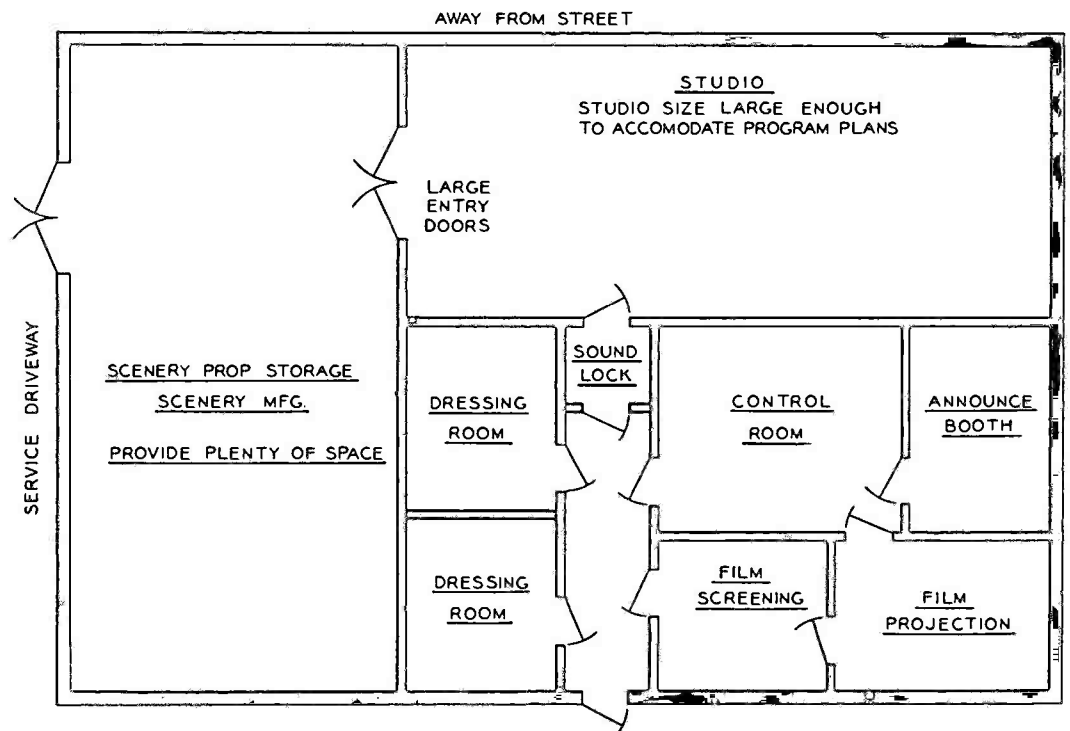 AWAY FROM STREET
STUDIO
STUDIO SIZE LARGE ENOUGH
TO ACCOMODATE PROGRAM PLANS
LARGE
ENTRY
DOORS
SERVICE DRIVEWAY
SCENERY PROP STORAGE
SCENERY MFG.
PROVIDE PLENTY OF SPACE
DRESSING
ROOM
SOUND
LOCK
CONTROL
ROOM
ANNOUNCE
BOOTH
DRESSING
ROOM
FILM
SCREENING
FILM
PROJECTION